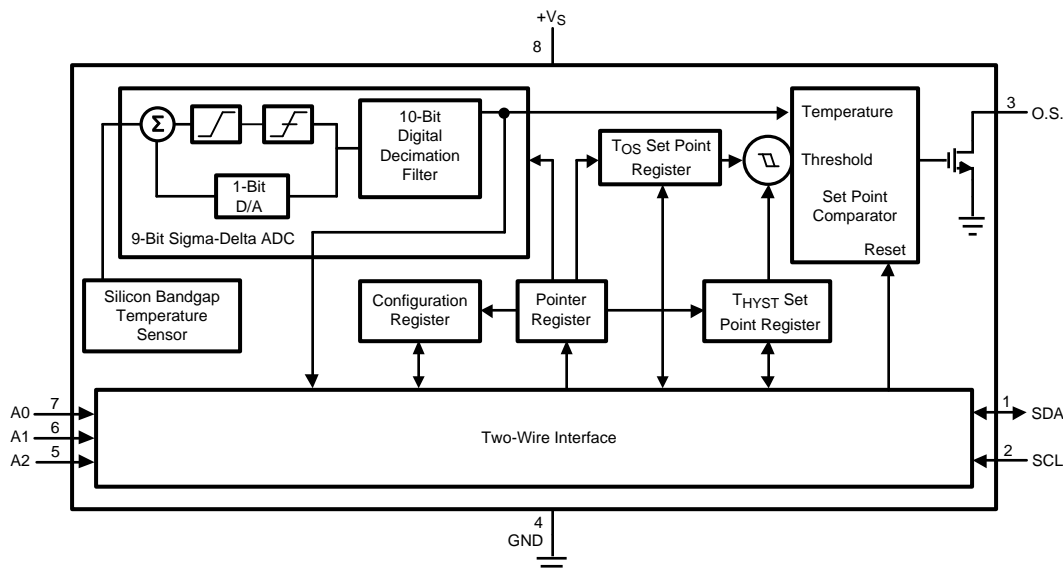 +VS
8
3
O.S.
Σ
10-Bit
Digital
Decimation
Filter
1-Bit
D/A
9-Bit Sigma-Delta ADC
TOS Set Point
Register
Temperature
Threshold
Set Point
Comparator
Reset
Silicon Bandgap
Temperature
Sensor
Configuration
Register
Pointer
Register
THYST Set
Point Register
A0
7
A1
6
A2
5
Two-Wire Interface
1
SDA
2
SCL
4
GND